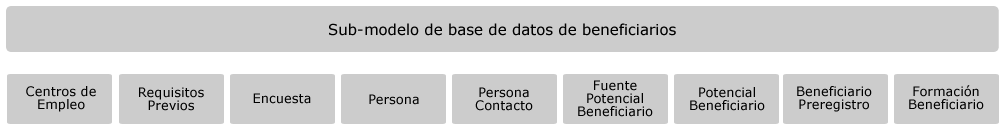 Sub-modelo de base de datos de beneficiarios
Centros de
Empleo
Requisitos
Previos
Encuesta
Persona
Persona
Contacto
Fuente
Potencial
Beneficiario
Potencial
Beneficiario
Beneficiario
Preregistro
Formación
Beneficiario